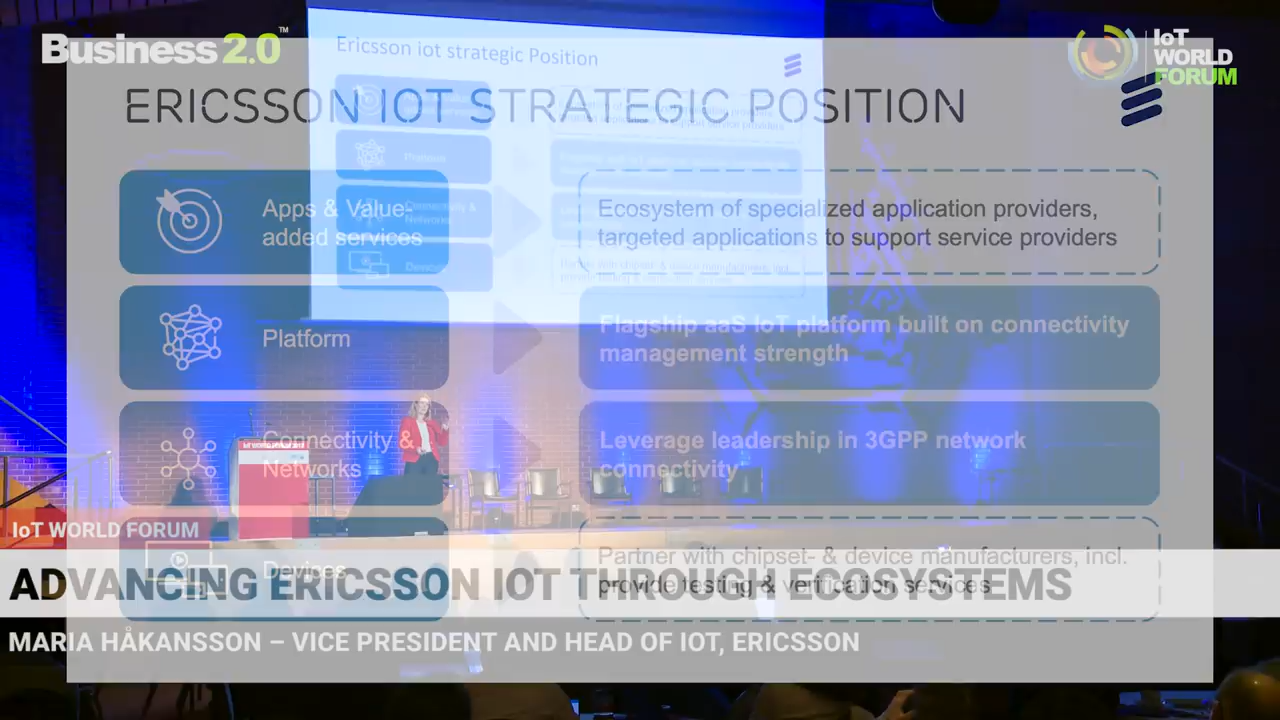 Business 2.0™
IoT
WORLD
FORUM
Ericsson iot strategic Position
ERICSSON IOT STRATEGIC POSITION
Apps & Value-
added services
Ecosystem of specialized application providers,
targeted applications to support service providers
Platform
Flagship aaS IoT platform built on connectivity
management strength
Connectivity &
Networks
Leverage leadership in 3GPP network
connectivity
Devices
Partner with chipset- & device manufacturers, incl.
provide testing & verification services
IoT WORLD FORUM
ADVANCING ERICSSON IOT THROUGH ECOSYSTEMS
MARIA HÅKANSSON – VICE PRESIDENT AND HEAD OF IOT, ERICSSON